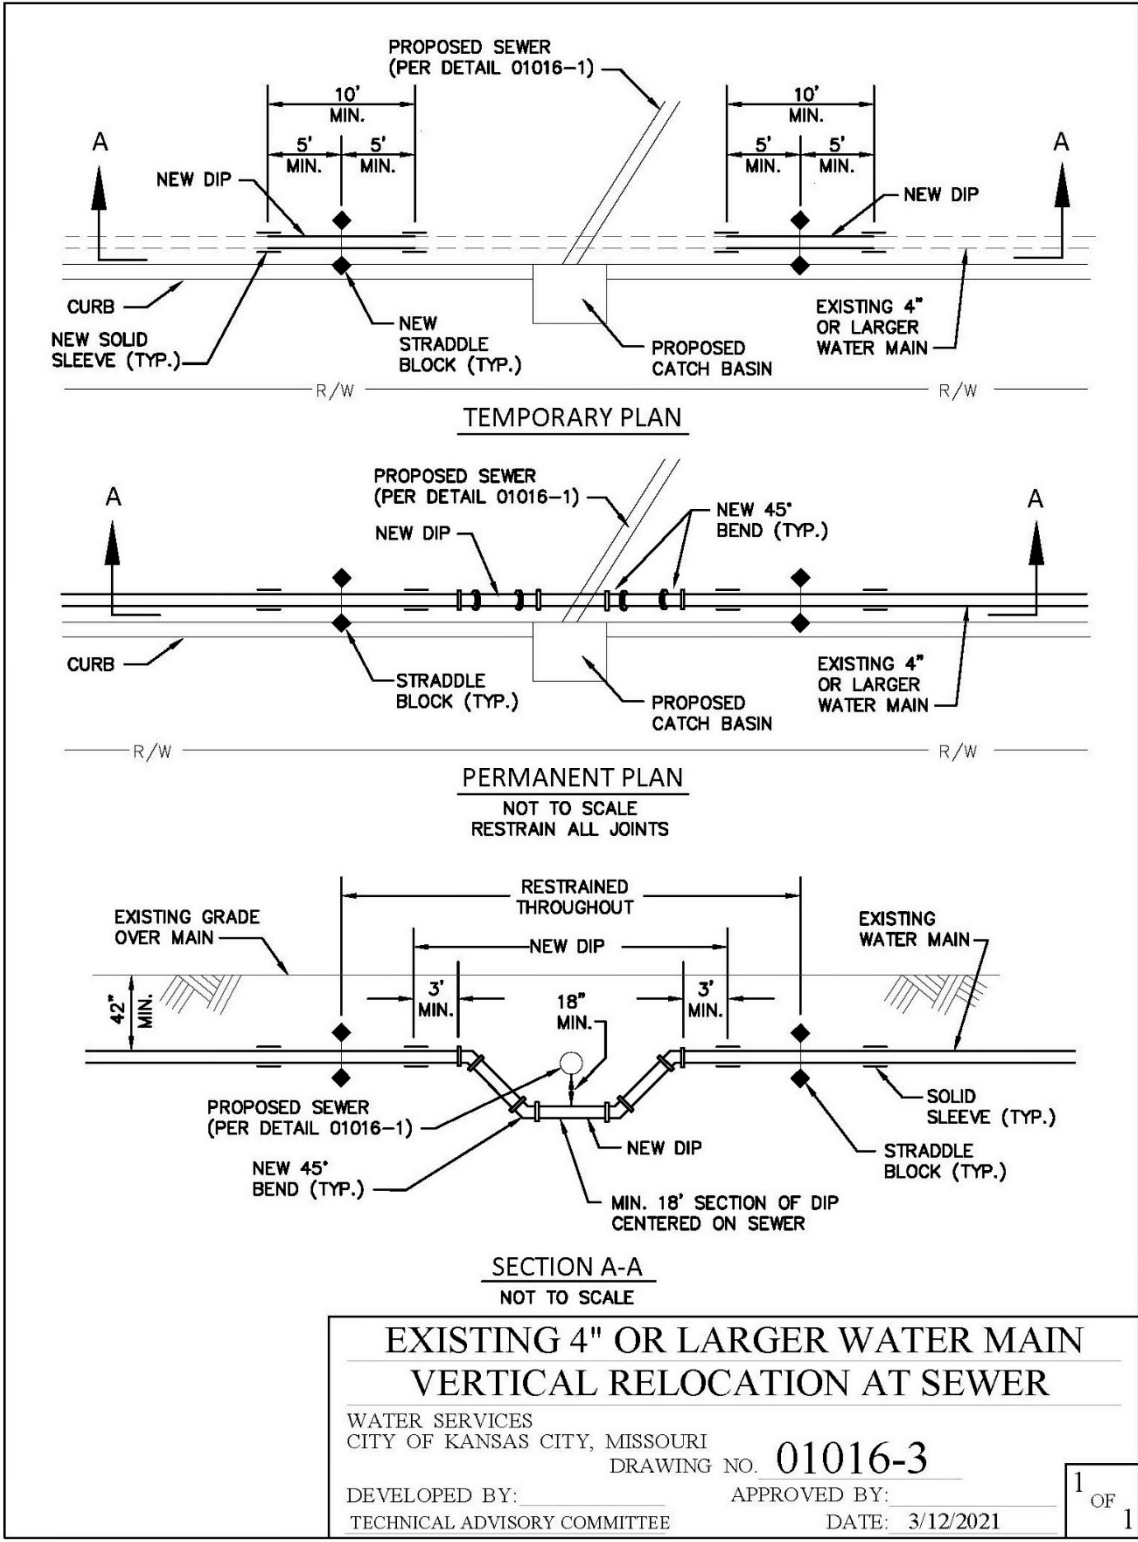 PROPOSED SEWER
(PER DETAIL 01016-1)
10'
MIN.
10'
MIN.
A
5'
MIN.
5'
MIN.
5'
MIN.
5'
MIN.
A
NEW DIP
NEW DIP
CURB
NEW SOLID
SLEEVE (TYP.)
NEW
STRADDLE
BLOCK (TYP.)
PROPOSED
CATCH BASIN
EXISTING 4"
OR LARGER
WATER MAIN
R/W
R/W
TEMPORARY PLAN
PROPOSED SEWER
(PER DETAIL 01016-1)
A
NEW DIP
NEW 45°
BEND (TYP.)
A
CURB
STRADDLE
BLOCK (TYP.)
PROPOSED
CATCH BASIN
EXISTING 4"
OR LARGER
WATER MAIN
R/W
R/W
PERMANENT PLAN
NOT TO SCALE
RESTRAIN ALL JOINTS
RESTRAINED
THROUGHOUT
EXISTING GRADE
OVER MAIN
NEW DIP
EXISTING
WATER MAIN
42"
MIN.
3'
MIN.
18"
MIN.
3'
MIN.
PROPOSED SEWER
(PER DETAIL 01016-1)
SOLID
SLEEVE (TYP.)
NEW 45°
BEND (TYP.)
NEW DIP
STRADDLE
BLOCK (TYP.)
MIN. 18' SECTION OF DIP
CENTERED ON SEWER
SECTION A-A
NOT TO SCALE
EXISTING 4" OR LARGER WATER MAIN
VERTICAL RELOCATION AT SEWER
WATER SERVICES
CITY OF KANSAS CITY, MISSOURI
DRAWING NO. 01016-3
DEVELOPED BY:
APPROVED BY:
TECHNICAL ADVISORY COMMITTEE
DATE: 3/12/2021
1 OF 1